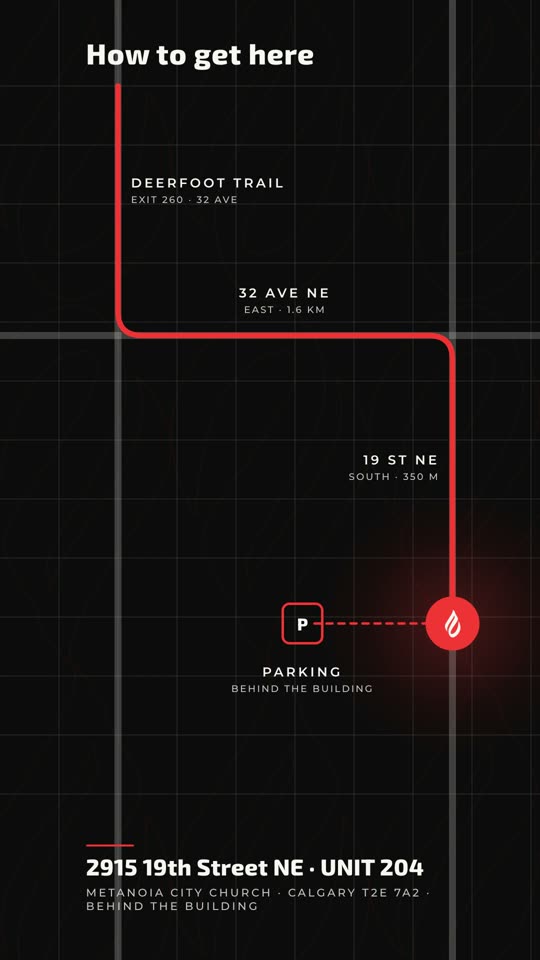 How to get here
DEERFOOT TRAIL
EXIT 260 · 32 AVE
32 AVE NE
EAST · 1.6 KM
19 ST NE
SOUTH · 350 M
P
PARKING
BEHIND THE BUILDING
2915 19th Street NE · UNIT 204
METANOIA CITY CHURCH · CALGARY T2E 7A2 ·
BEHIND THE BUILDING